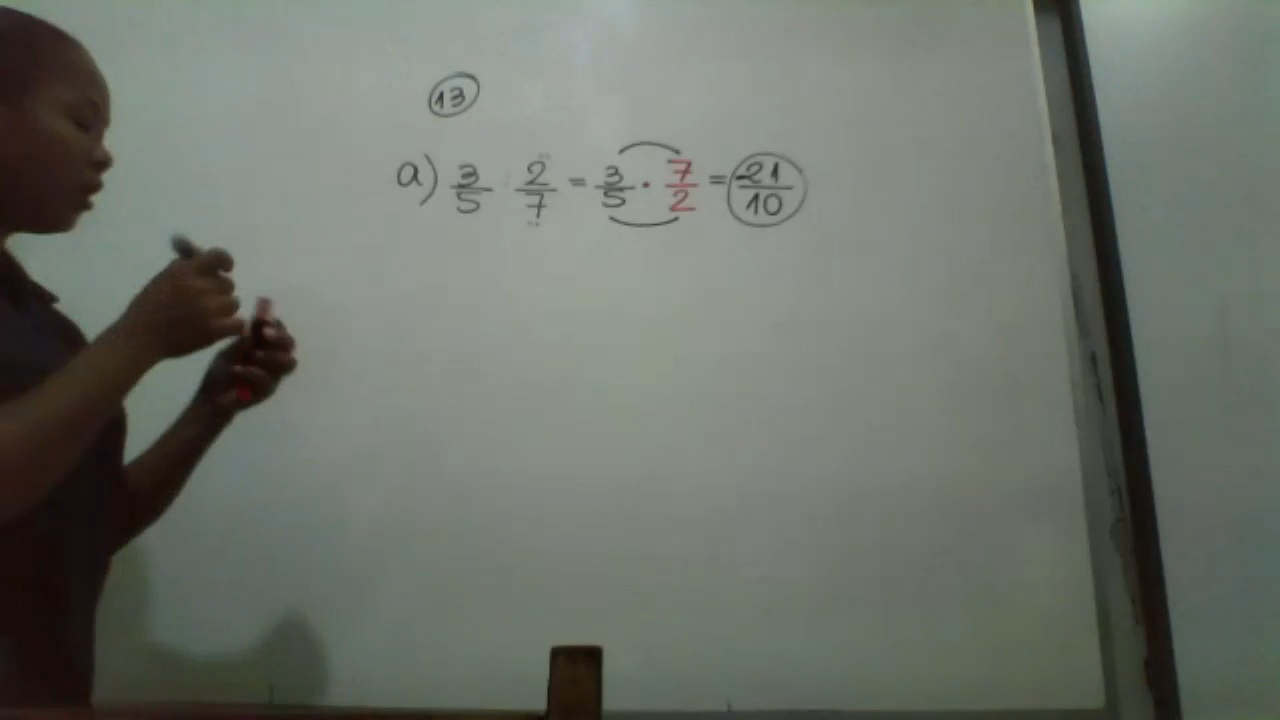 13
a) 3/5 2/7 = 3/5 · 7/2 = 21/10